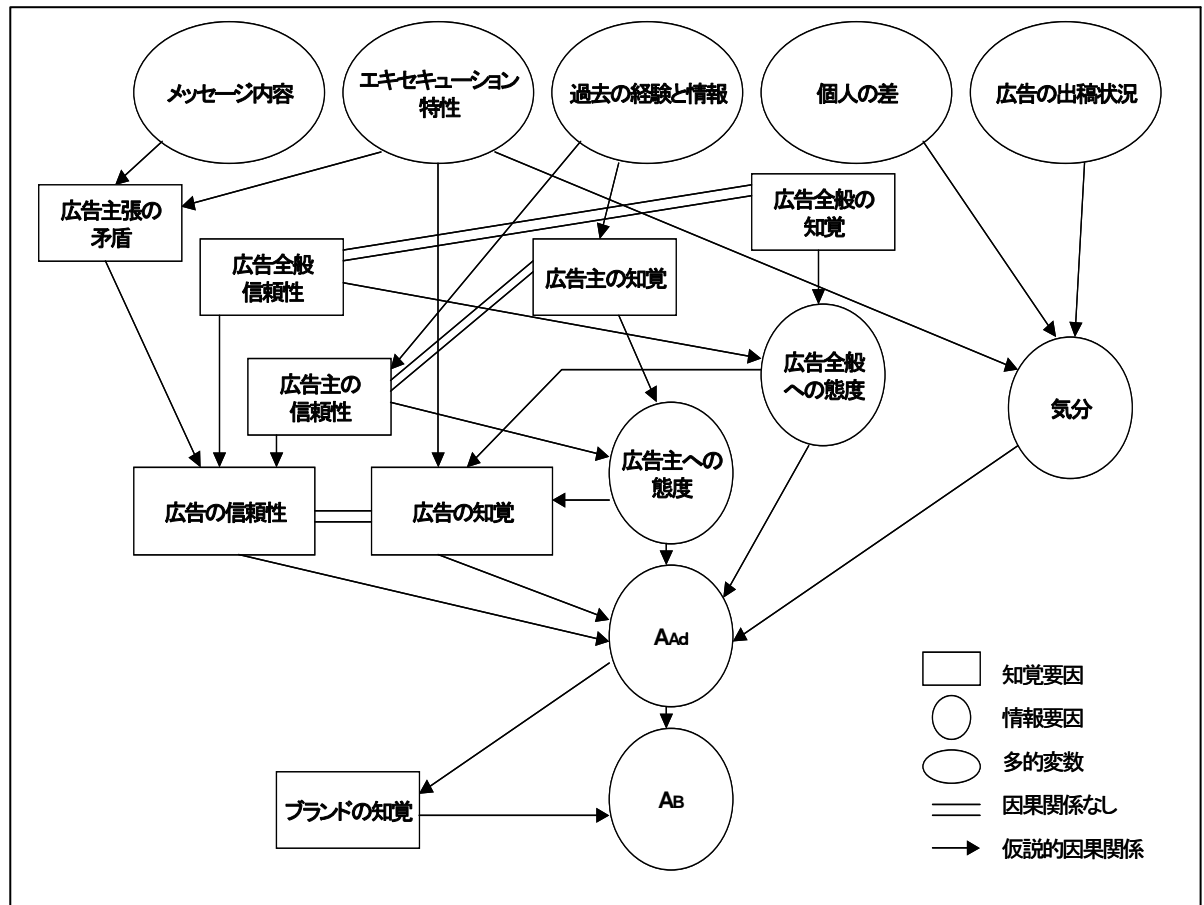 メッセージ内容
エキセキューション
特性
過去の経験と情報
個人の差
広告の出稿状況
広告主張の
矛盾
広告全般の
知覚
広告全般
信頼性
広告主の知覚
広告主の
信頼性
広告全般
への態度
気分
広告主への
態度
広告の信頼性
広告の知覚
AAd
知覚要因
情報要因
多的変数
因果関係なし
仮説的因果関係
ブランドの知覚
AB